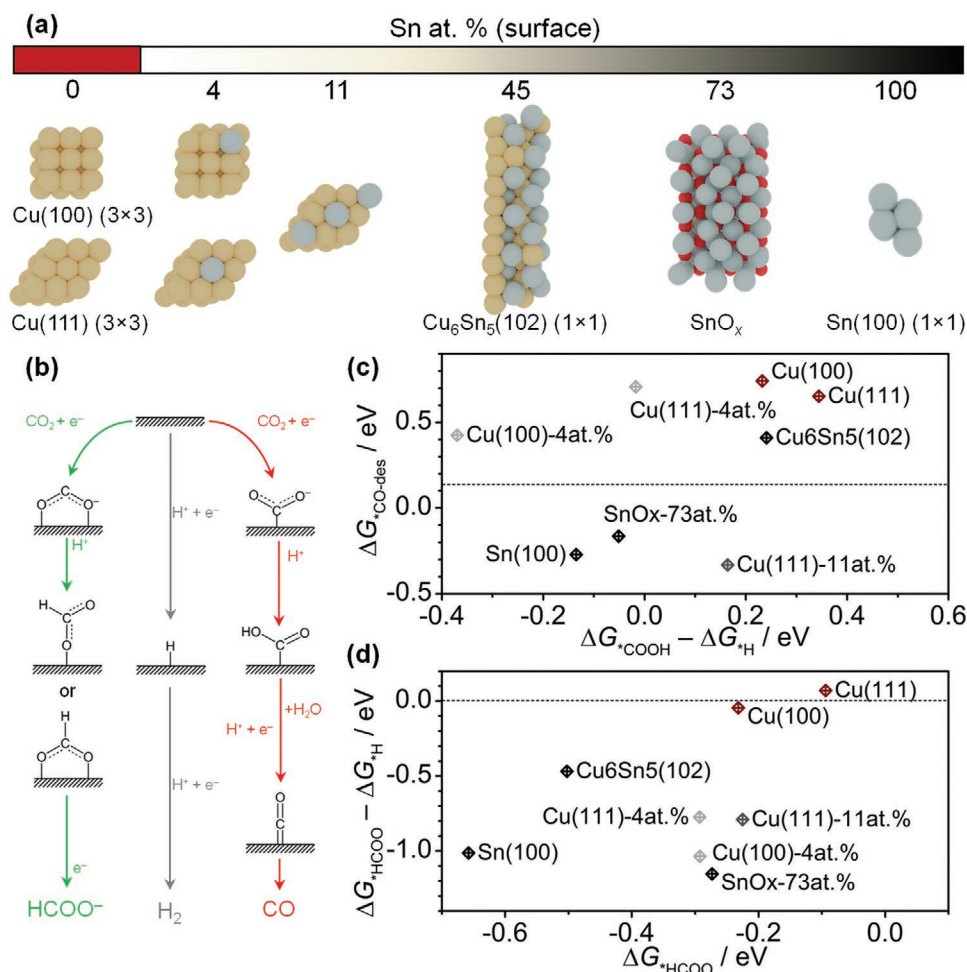 (a)
Sn at. % (surface)
0 4 11 45 73 100
Cu(100) (3×3)
Cu(111) (3×3)
Cu₆Sn₅(102) (1×1)
SnOₓ
Sn(100) (1×1)
(b)
CO₂ + e⁻
CO₂ + e⁻
C
O O⁻
H⁺
H O
C
O
or
H
C
O O
e⁻
HCOO⁻
H⁺ + e⁻
H
H⁺ + e⁻
H₂
O O⁻
C
H⁺
HO O
C
+H₂O
H⁺ + e⁻
O
C
CO
(c)
ΔG*CO-des / eV
0.5
0.0
-0.5
Cu(100)
Cu(111)
Cu(111)-4at.%
Cu(100)-4at.%
Cu6Sn5(102)
SnOx-73at.%
Sn(100)
Cu(111)-11at.%
-0.4 -0.2 0.0 0.2 0.4 0.6
ΔG*COOH − ΔG*H / eV
(d)
ΔG*HCOO − ΔG*H / eV
0.0
-0.5
-1.0
Cu(111)
Cu(100)
Cu6Sn5(102)
Cu(111)-4at.%
Cu(111)-11at.%
Sn(100)
Cu(100)-4at.%
SnOx-73at.%
-0.6 -0.4 -0.2 0.0
ΔG*HCOO / eV